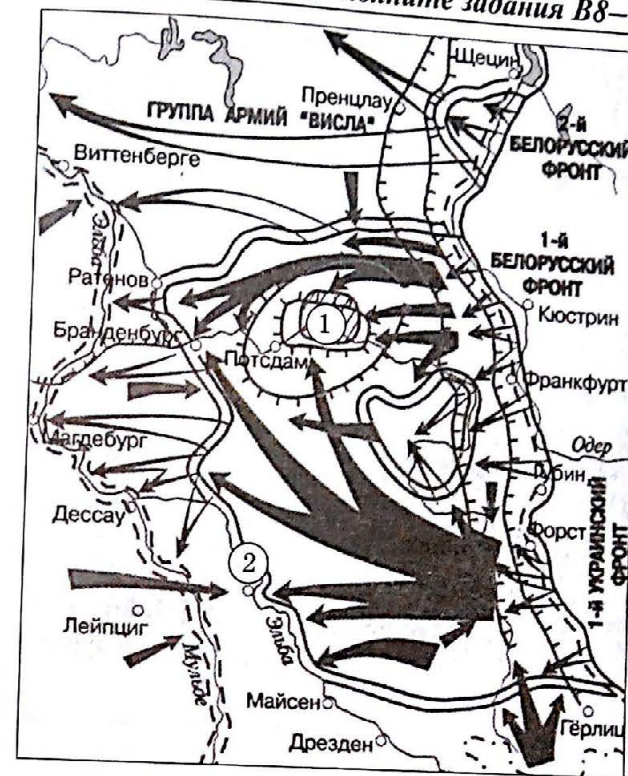 задания В8—
Щецин
Пренцлау
ГРУППА АРМИЙ "ВИСЛА"
2-й
БЕЛОРУССКИЙ
ФРОНТ
Виттенберге
Эльба
1-й
БЕЛОРУССКИЙ
ФРОНТ
Ратенов
Кюстрин
Бранденбург
1
Потсдам
Франкфурт
Магдебург
Одер
Губин
Дессау
Форст
1-й УКРАИНСКИЙ
ФРОНТ
2
Лейпциг
Эльба
Мульде
Майсен
Дрезден
Гёрлиц